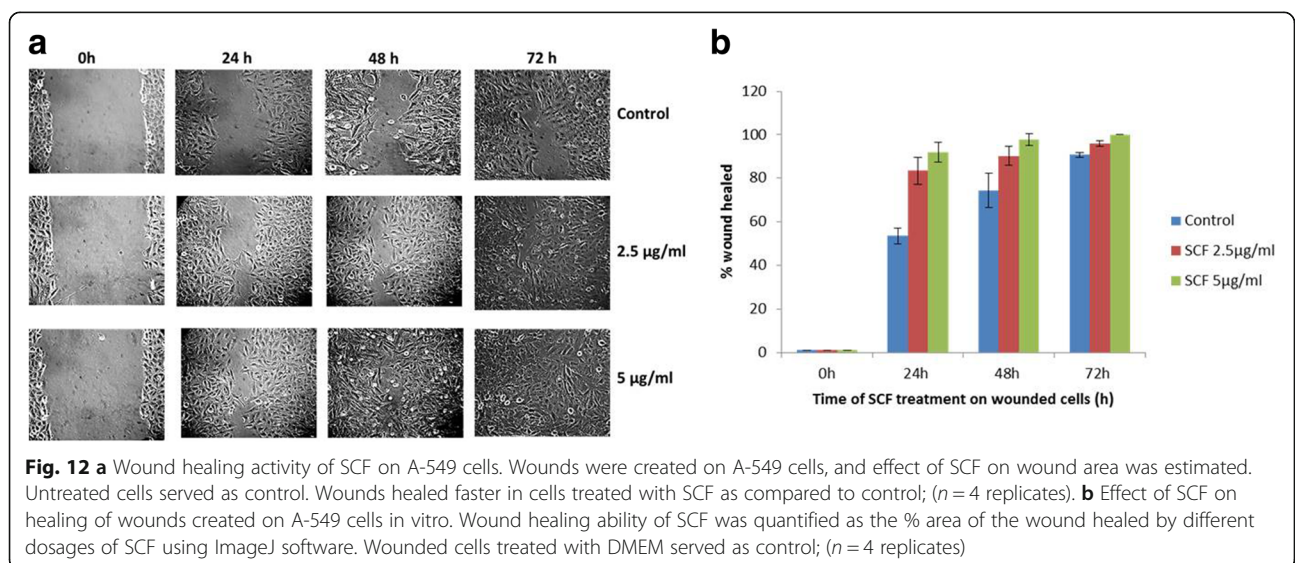 a
0h 24 h 48 h 72 h
Control
2.5 µg/ml
5 µg/ml
b
120
100
80
60
40
20
0
% wound healed
0h 24h 48h 72h
Time of SCF treatment on wounded cells (h)
Control
SCF 2.5µg/ml
SCF 5µg/ml
Fig. 12 a Wound healing activity of SCF on A-549 cells. Wounds were created on A-549 cells, and effect of SCF on wound area was estimated.
Untreated cells served as control. Wounds healed faster in cells treated with SCF as compared to control; (n = 4 replicates). b Effect of SCF on
healing of wounds created on A-549 cells in vitro. Wound healing ability of SCF was quantified as the % area of the wound healed by different
dosages of SCF using ImageJ software. Wounded cells treated with DMEM served as control; (n = 4 replicates)